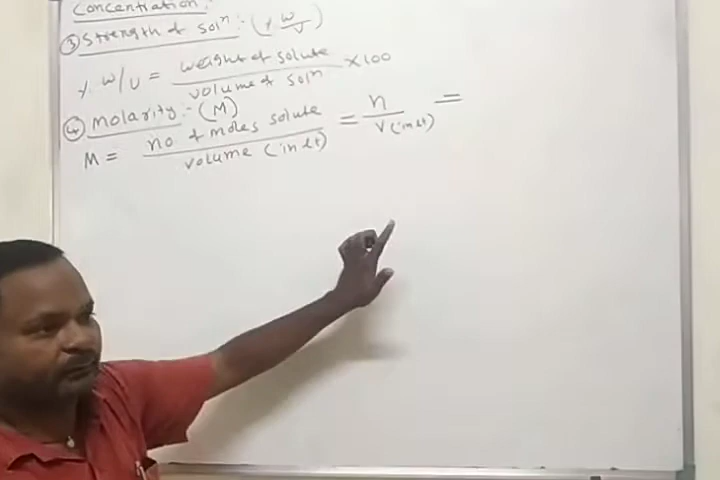 Concentration:
③ Strength of soln :- (% w/v)
% w/v = weight of solute / volume of soln ×100
④ molarity :- (M)
M = no of moles solute / volume (in lt) = n / v(in lt) =